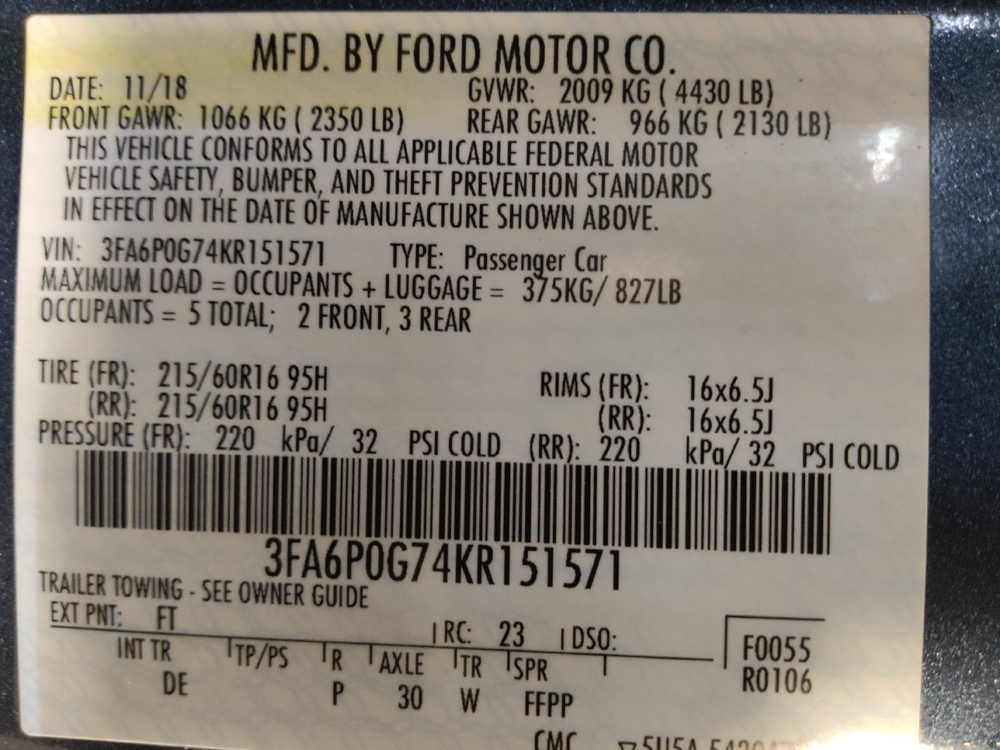 MFD. BY FORD MOTOR CO.
DATE: 11/18 GVWR: 2009 KG ( 4430 LB)
FRONT GAWR: 1066 KG ( 2350 LB) REAR GAWR: 966 KG ( 2130 LB)
THIS VEHICLE CONFORMS TO ALL APPLICABLE FEDERAL MOTOR
VEHICLE SAFETY, BUMPER, AND THEFT PREVENTION STANDARDS
IN EFFECT ON THE DATE OF MANUFACTURE SHOWN ABOVE.
VIN: 3FA6P0G74KR151571 TYPE: Passenger Car
MAXIMUM LOAD = OCCUPANTS + LUGGAGE = 375KG/ 827LB
OCCUPANTS = 5 TOTAL; 2 FRONT, 3 REAR
TIRE (FR): 215/60R16 95H RIMS (FR): 16x6.5J
(RR): 215/60R16 95H (RR): 16x6.5J
PRESSURE (FR): 220 kPa/ 32 PSI COLD (RR): 220 kPa/ 32 PSI COLD
3FA6P0G74KR151571
TRAILER TOWING - SEE OWNER GUIDE
EXT PNT: FT RC: 23 DSO: F0055
INT TR TP/PS R AXLE TR SPR R0106
DE P 30 W FFPP
CMC